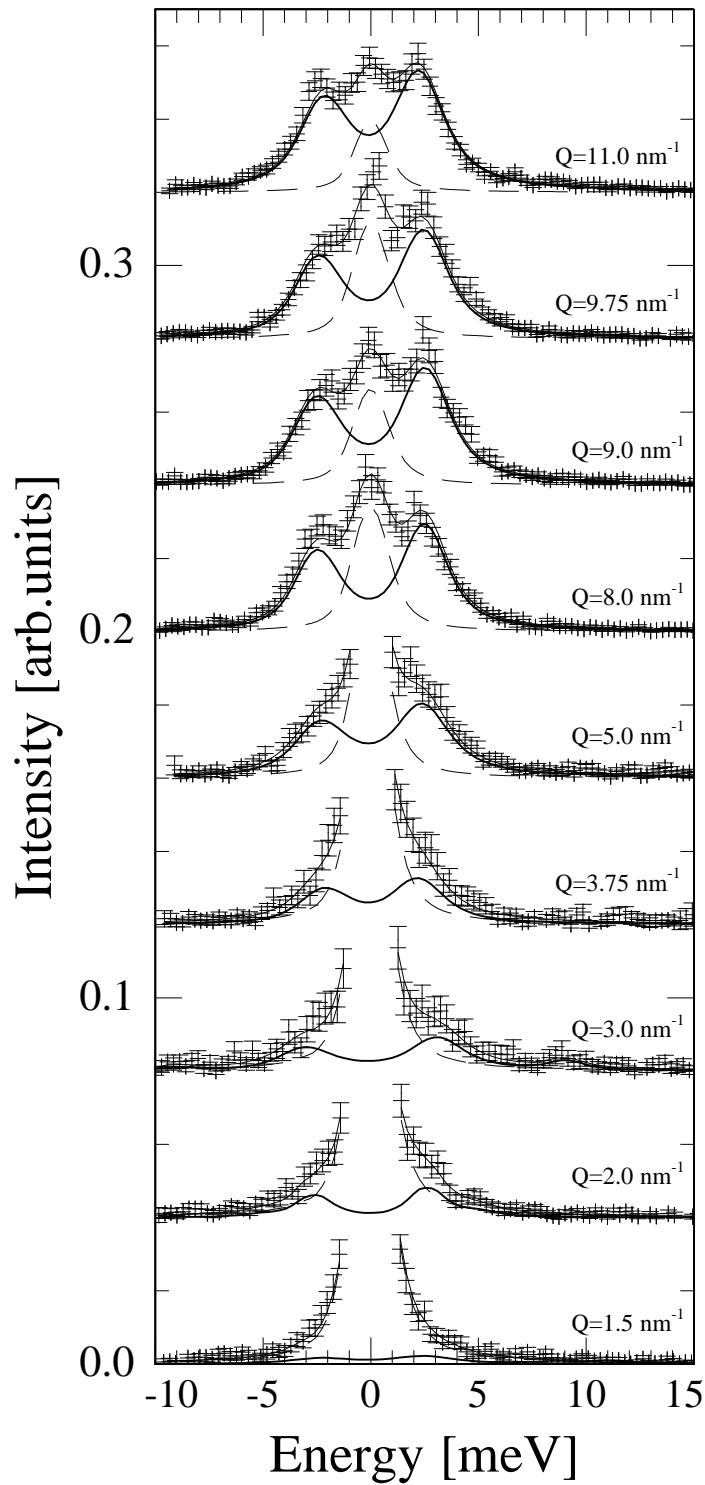 Q=11.0 nm-1
0.3
Q=9.75 nm-1
Q=9.0 nm-1
Q=8.0 nm-1
0.2
Q=5.0 nm-1
Q=3.75 nm-1
0.1
Q=3.0 nm-1
Q=2.0 nm-1
Q=1.5 nm-1
0.0
-10 -5 0 5 10 15
Energy [meV]
Intensity [arb.units]